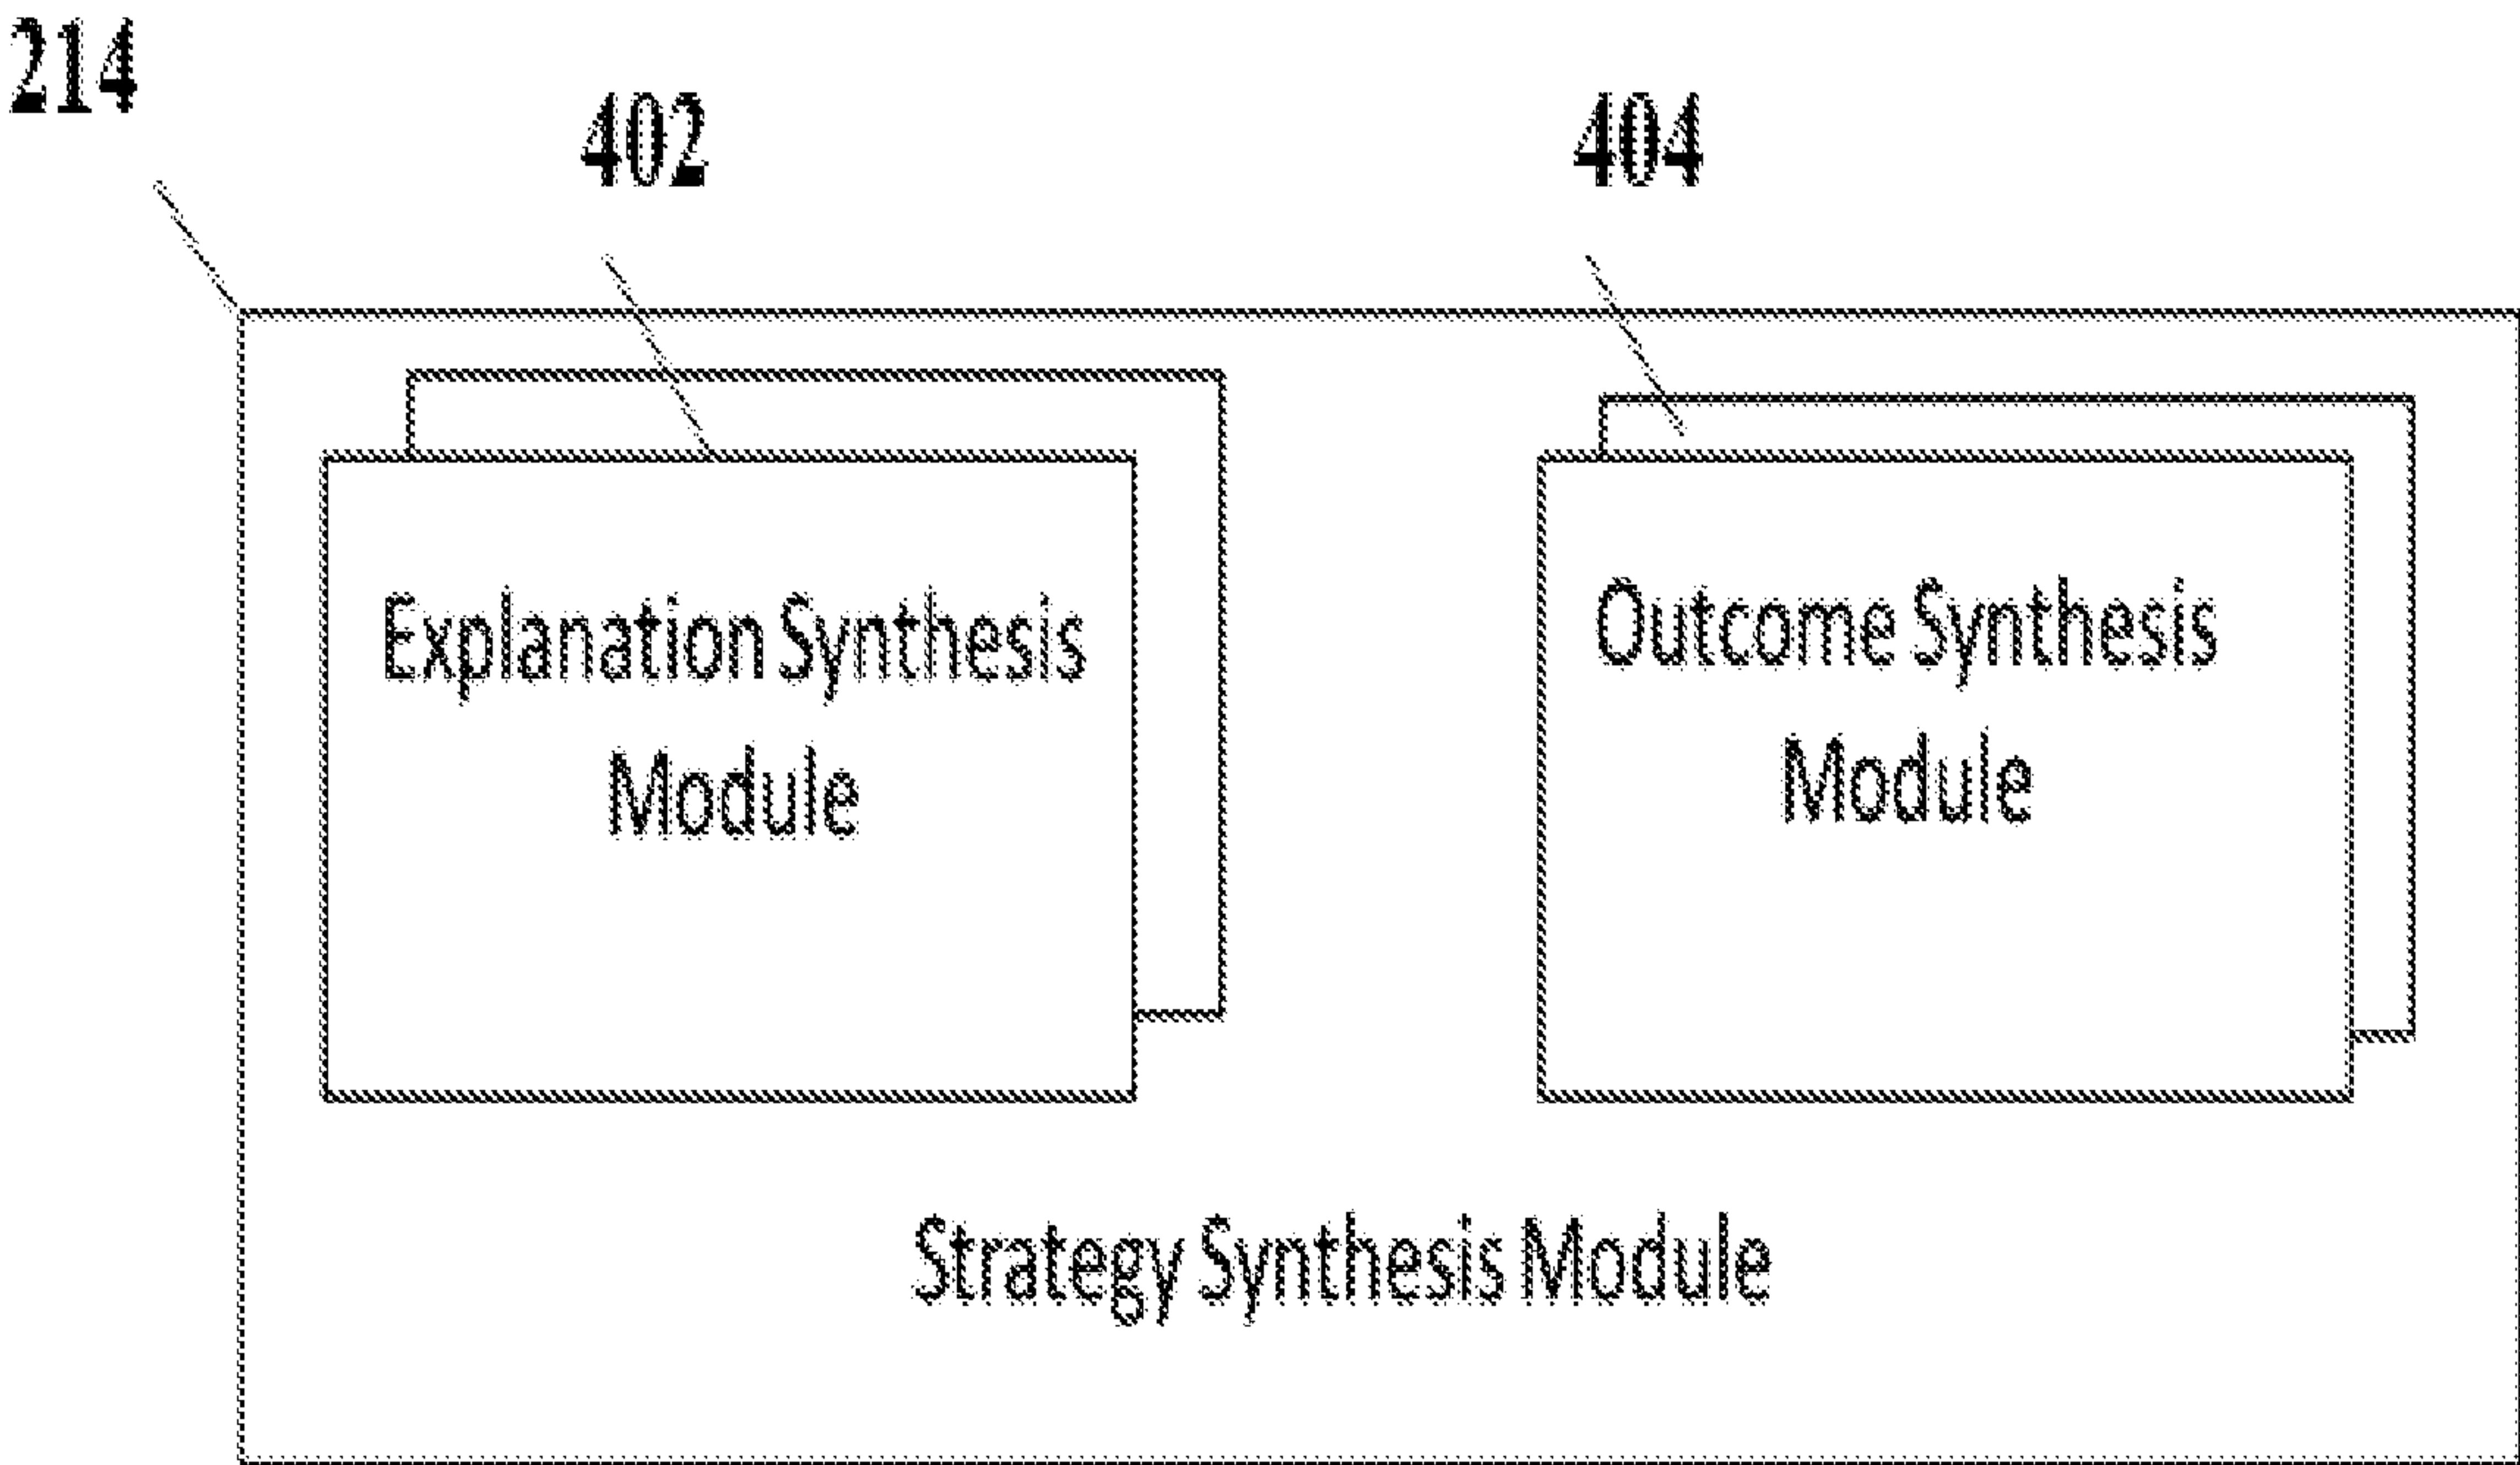 214
402
404
Explanation Synthesis
Module
Outcome Synthesis
Module
Strategy Synthesis Module